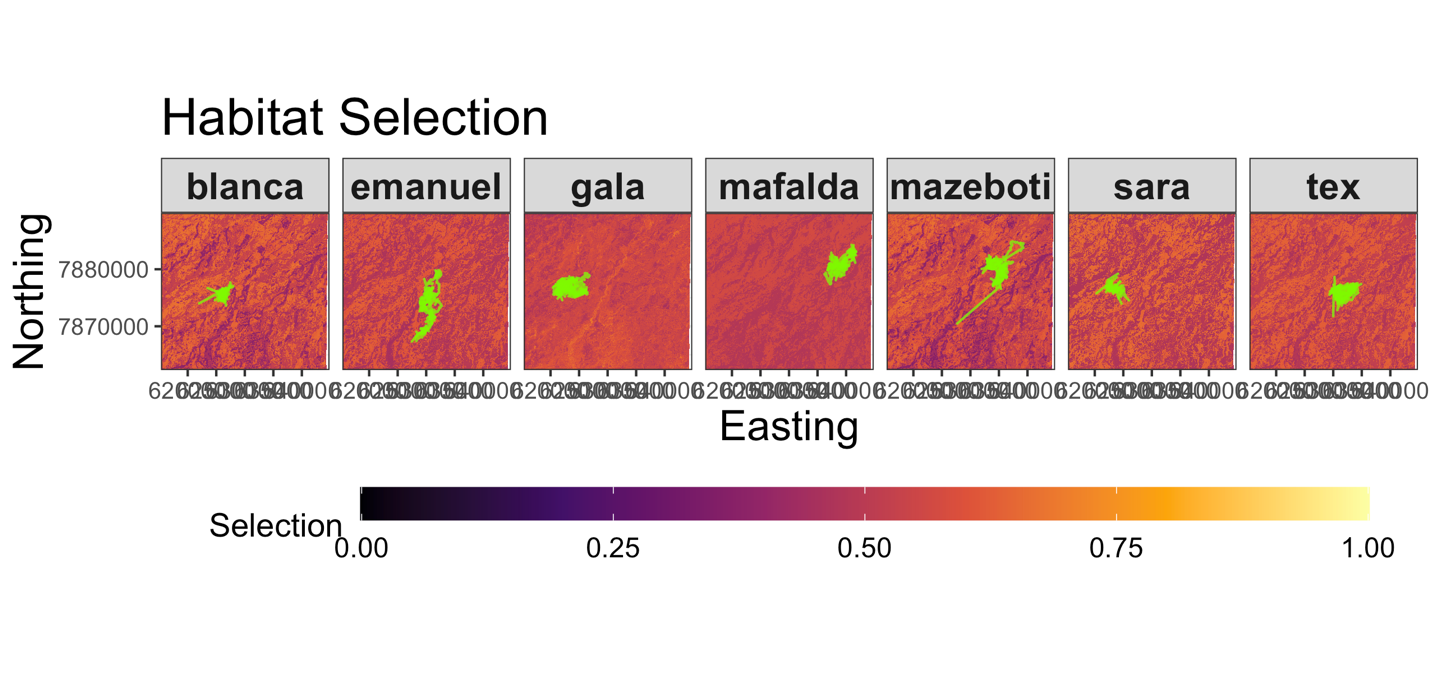 Habitat Selection
blanca emanuel gala mafalda mazeboti sara tex
Northing
7880000
7870000
Easting
Selection
0.00 0.25 0.50 0.75 1.00